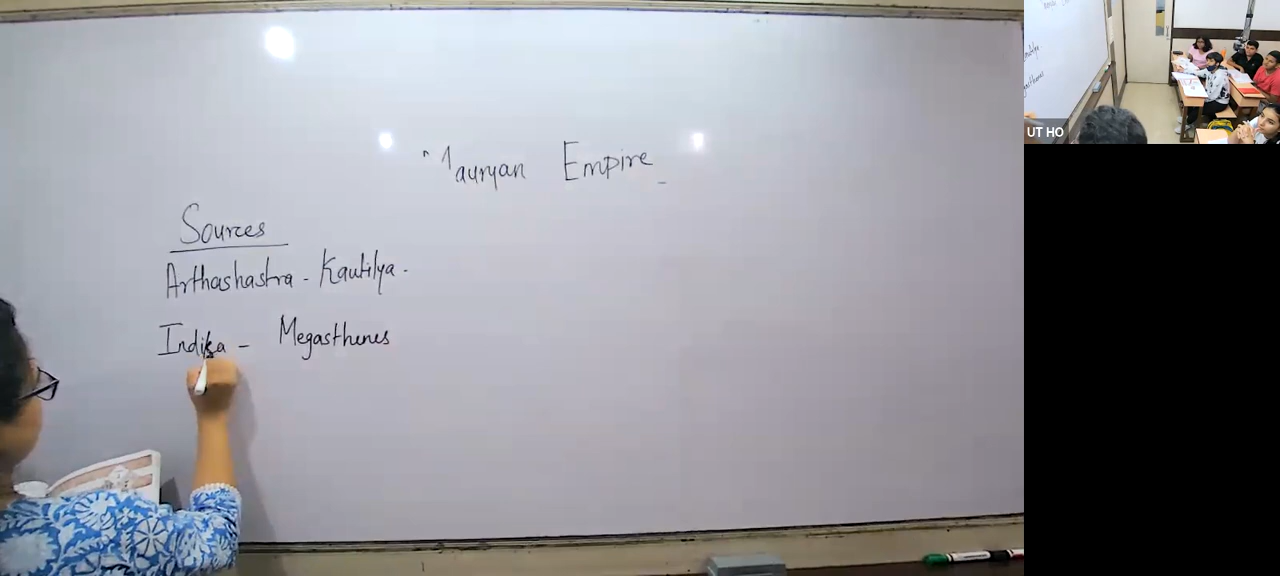 Mauryan Empire
Sources
Arthashastra - Kautilya -
Indika - Megasthenes
UT HO